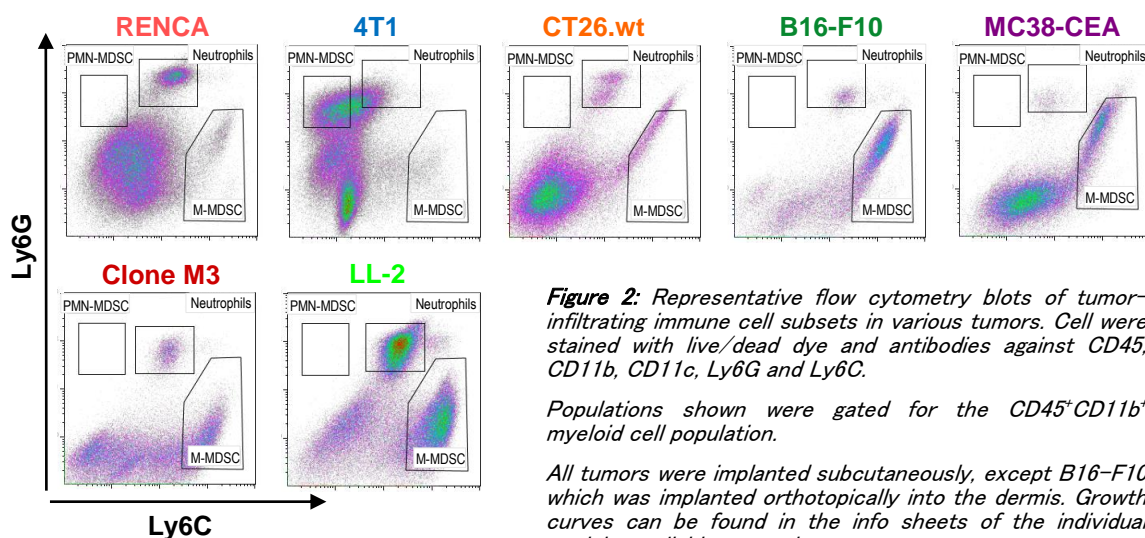 RENCA 4T1 CT26.wt B16-F10 MC38-CEA
PMN-MDSC Neutrophils PMN-MDSC Neutrophils PMN-MDSC Neutrophils PMN-MDSC Neutrophils PMN-MDSC Neutrophils
M-MDSC M-MDSC M-MDSC M-MDSC M-MDSC
Ly6G
Clone M3 LL-2
PMN-MDSC Neutrophils PMN-MDSC Neutrophils
M-MDSC M-MDSC
Ly6C
Figure 2: Representative flow cytometry blots of tumor-
infiltrating immune cell subsets in various tumors. Cell were
stained with live/dead dye and antibodies against CD45,
CD11b, CD11c, Ly6G and Ly6C.
Populations shown were gated for the CD45+CD11b+
myeloid cell population.
All tumors were implanted subcutaneously, except B16-F10
which was implanted orthotopically into the dermis. Growth
curves can be found in the info sheets of the individual